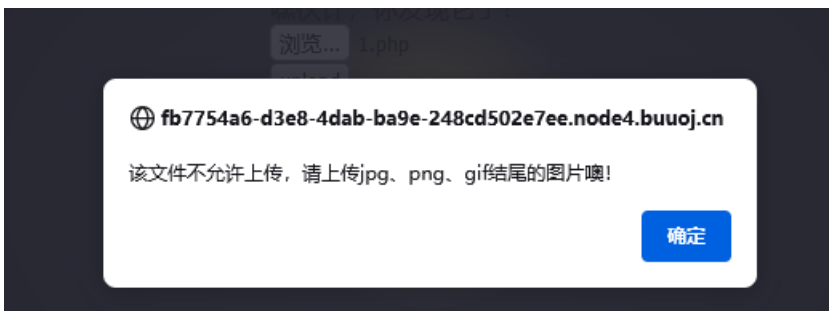 浏览... 1.php
fb7754a6-d3e8-4dab-ba9e-248cd502e7ee.node4.buuoj.cn
该文件不允许上传，请上传jpg、png、gif结尾的图片噢!
确定